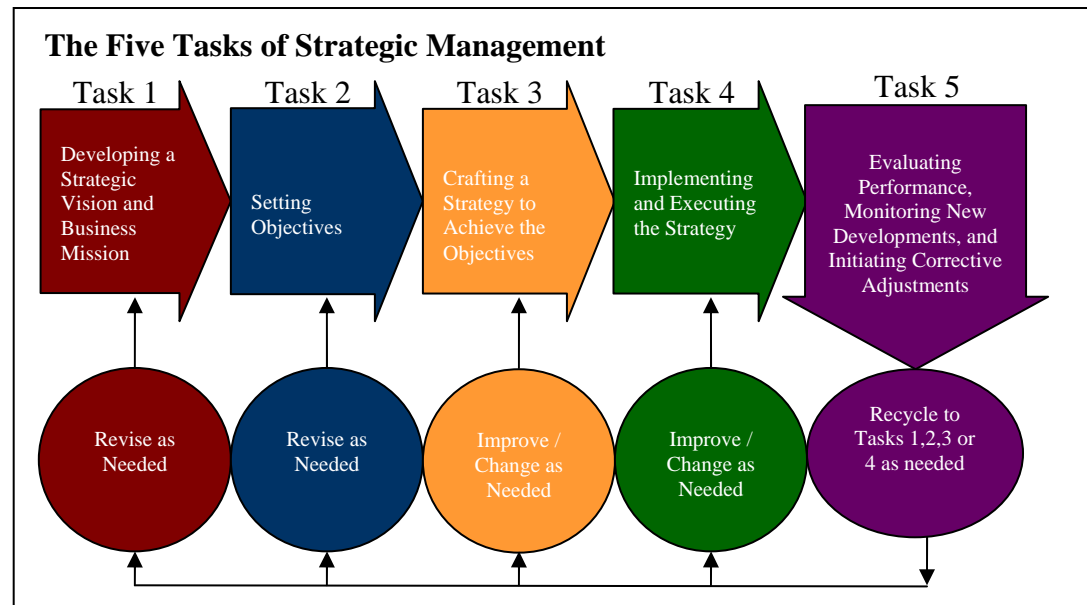 The Five Tasks of Strategic Management
Task 1
Task 2
Task 3
Task 4
Task 5
Developing a
Strategic
Vision and
Business
Mission
Setting
Objectives
Crafting a
Strategy to
Achieve the
Objectives
Implementing
and Executing
the Strategy
Evaluating
Performance,
Monitoring New
Developments, and
Initiating Corrective
Adjustments
Revise as
Needed
Revise as
Needed
Improve /
Change as
Needed
Improve /
Change as
Needed
Recycle to
Tasks 1,2,3 or
4 as needed